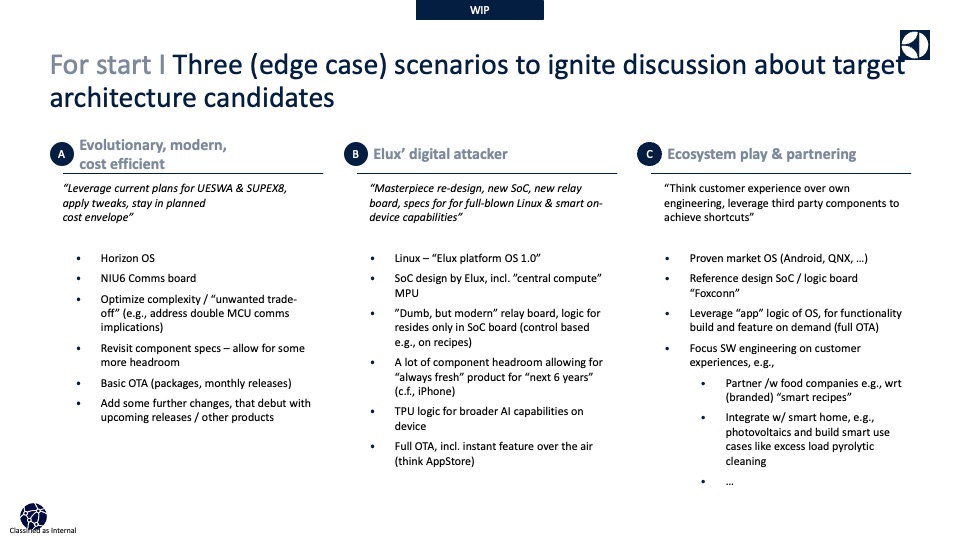 WIP
For start I Three (edge case) scenarios to ignite discussion about target
architecture candidates
A
Evolutionary, modern,
cost efficient
“Leverage current plans for UESWA & SUPEX8,
apply tweaks, stay in planned
cost envelope”
• Horizon OS
• NIU6 Comms board
• Optimize complexity / “unwanted trade-
off” (e.g., address double MCU comms
implications)
• Revisit component specs – allow for some
more headroom
• Basic OTA (packages, monthly releases)
• Add some further changes, that debut with
upcoming releases / other products
B
Elux’ digital attacker
“Masterpiece re-design, new SoC, new relay
board, specs for for full-blown Linux & smart on-
device capabilities”
• Linux – “Elux platform OS 1.0”
• SoC design by Elux, incl. ”central compute”
MPU
• ”Dumb, but modern” relay board, logic for
resides only in SoC board (control based
e.g., on recipes)
• A lot of component headroom allowing for
“always fresh” product for “next 6 years”
(c.f., iPhone)
• TPU logic for broader AI capabilities on
device
• Full OTA, incl. instant feature over the air
(think AppStore)
C
Ecosystem play & partnering
“Think customer experience over own
engineering, leverage third party components to
achieve shortcuts”
• Proven market OS (Android, QNX, …)
• Reference design SoC / logic board
“Foxconn”
• Leverage “app” logic of OS, for functionality
build and feature on demand (full OTA)
• Focus SW engineering on customer
experiences, e.g.,
• Partner /w food companies e.g., wrt
(branded) “smart recipes”
• Integrate w/ smart home, e.g.,
photovoltaics and build smart use
cases like excess load pyrolytic
cleaning
• …
Classified as Internal